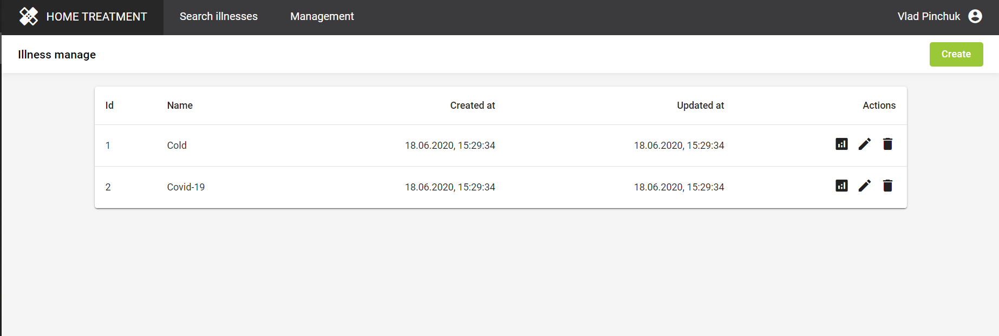 HOME TREATMENT Search illnesses Management Vlad Pinchuk
Illness manage Create
Id Name Created at Updated at Actions
1 Cold 18.06.2020, 15:29:34 18.06.2020, 15:29:34
2 Covid-19 18.06.2020, 15:29:34 18.06.2020, 15:29:34